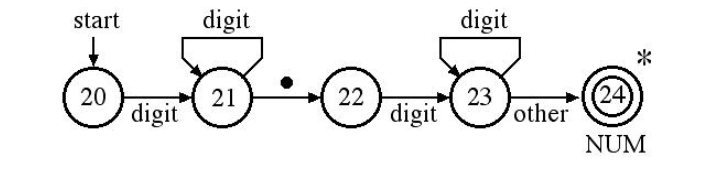 start digit digit
*
20 21 • 22 23 24
digit digit other
NUM